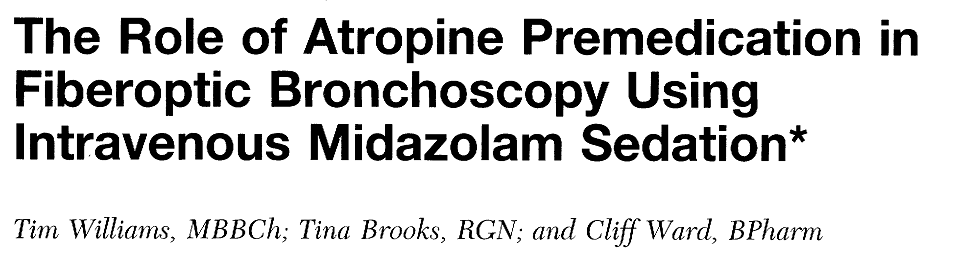 The Role of Atropine Premedication in
Fiberoptic Bronchoscopy Using
Intravenous Midazolam Sedation*
Tim Williams, MBBCh; Tina Brooks, RGN; and Cliff Ward, BPharm